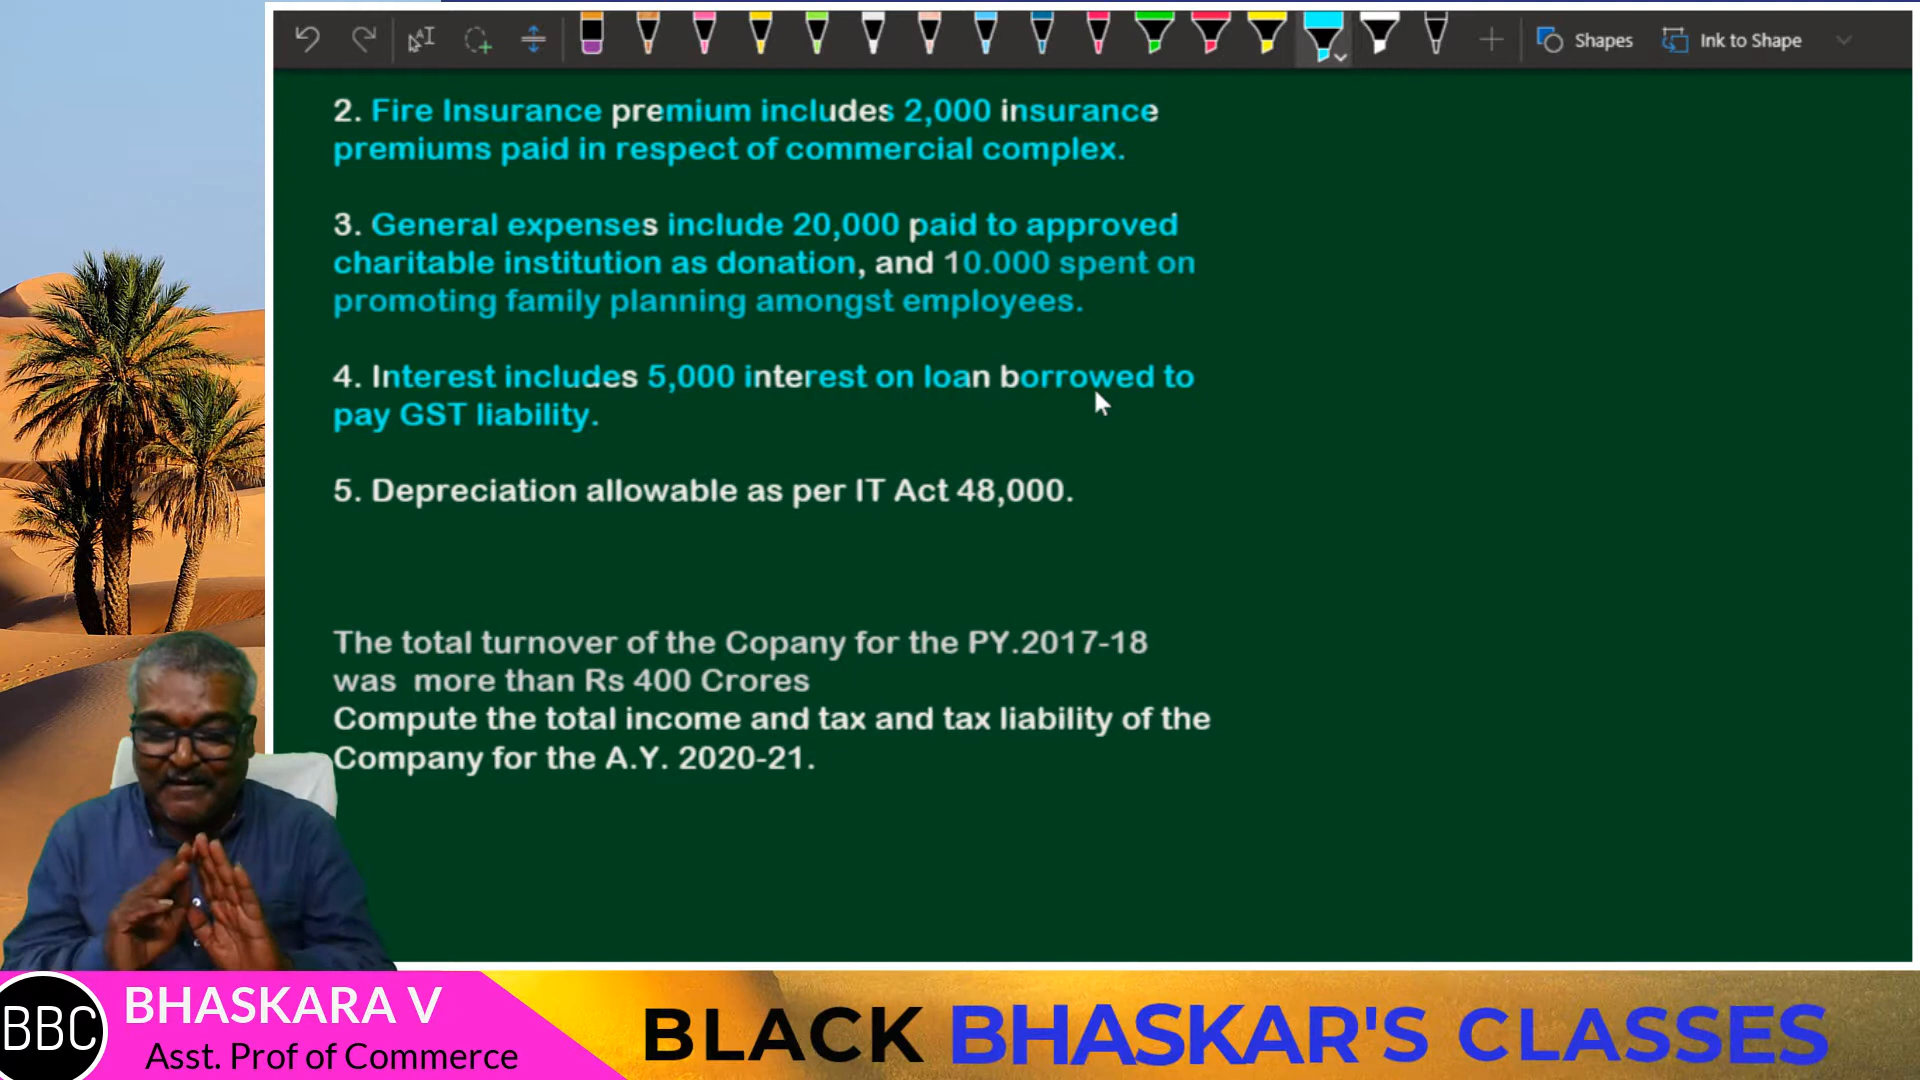 Shapes
Ink to Shape
2. Fire Insurance premium includes 2,000 insurance
premiums paid in respect of commercial complex.
3. General expenses include 20,000 paid to approved
charitable institution as donation, and 10.000 spent on
promoting family planning amongst employees.
4. Interest includes 5,000 interest on loan borrowed to
pay GST liability.
5. Depreciation allowable as per IT Act 48,000.
The total turnover of the Copany for the PY.2017-18
was more than Rs 400 Crores
Compute the total income and tax and tax liability of the
Company for the A.Y. 2020-21.
BBC
BHASKARA V
Asst. Prof of Commerce
BLACK BHASKAR'S CLASSES